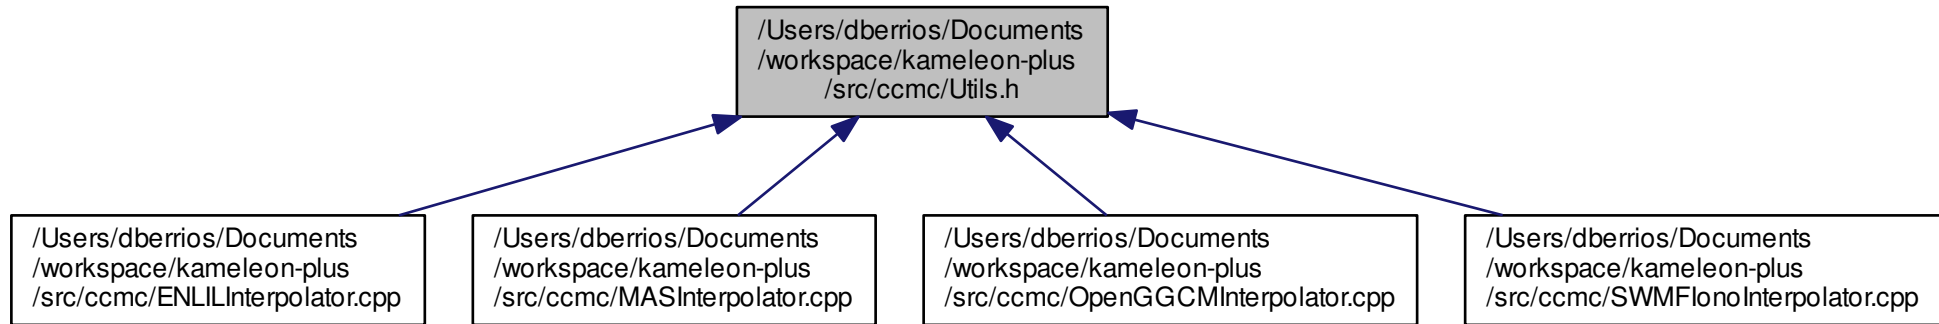 /Users/dberrios/Documents
/workspace/kameleon-plus
/src/ccmc/Utils.h
/Users/dberrios/Documents
/workspace/kameleon-plus
/src/ccmc/ENLILInterpolator.cpp
/Users/dberrios/Documents
/workspace/kameleon-plus
/src/ccmc/MASInterpolator.cpp
/Users/dberrios/Documents
/workspace/kameleon-plus
/src/ccmc/OpenGGCMInterpolator.cpp
/Users/dberrios/Documents
/workspace/kameleon-plus
/src/ccmc/SWMFIonoInterpolator.cpp